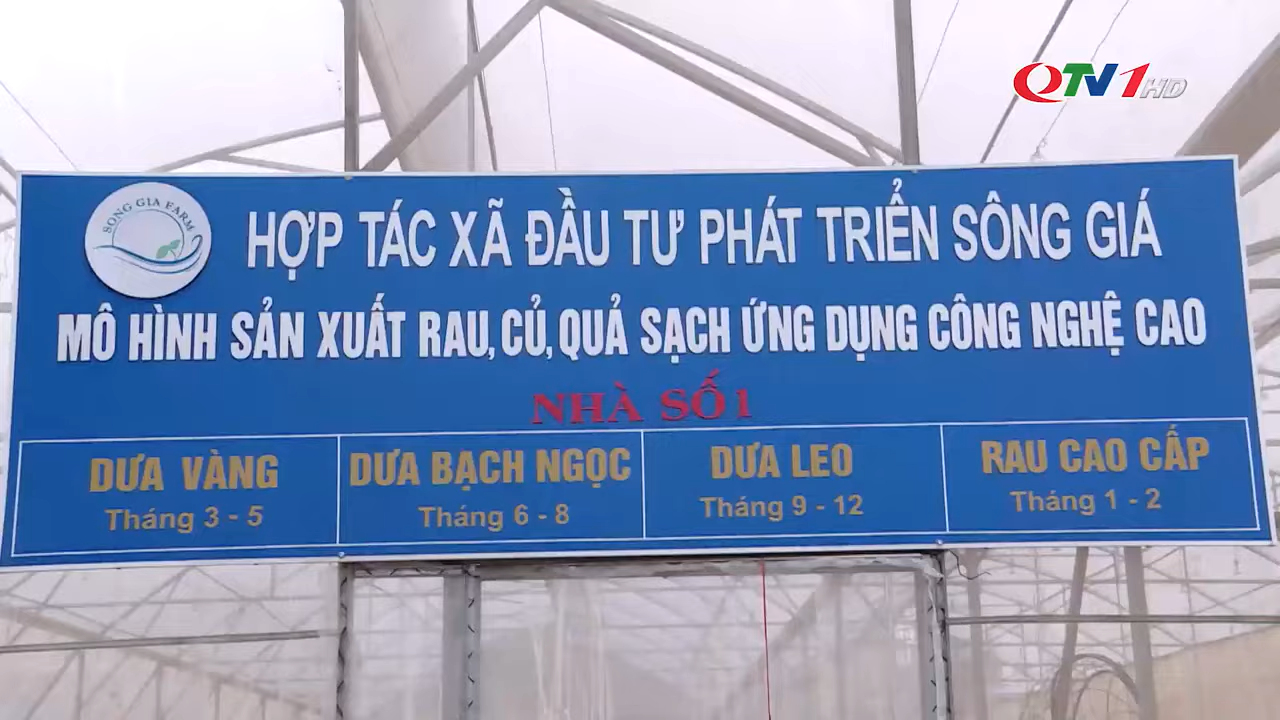 QTV1HD
SONG GIA FARM
HỢP TÁC XÃ ĐẦU TƯ PHÁT TRIỂN SÔNG GIÁ
MÔ HÌNH SẢN XUẤT RAU, CỦ, QUẢ SẠCH ỨNG DỤNG CÔNG NGHỆ CAO
NHÀ SỐ 1
DƯA VÀNG
Tháng 3 - 5
DƯA BẠCH NGỌC
Tháng 6 - 8
DƯA LEO
Tháng 9 - 12
RAU CAO CẤP
Tháng 1 - 2